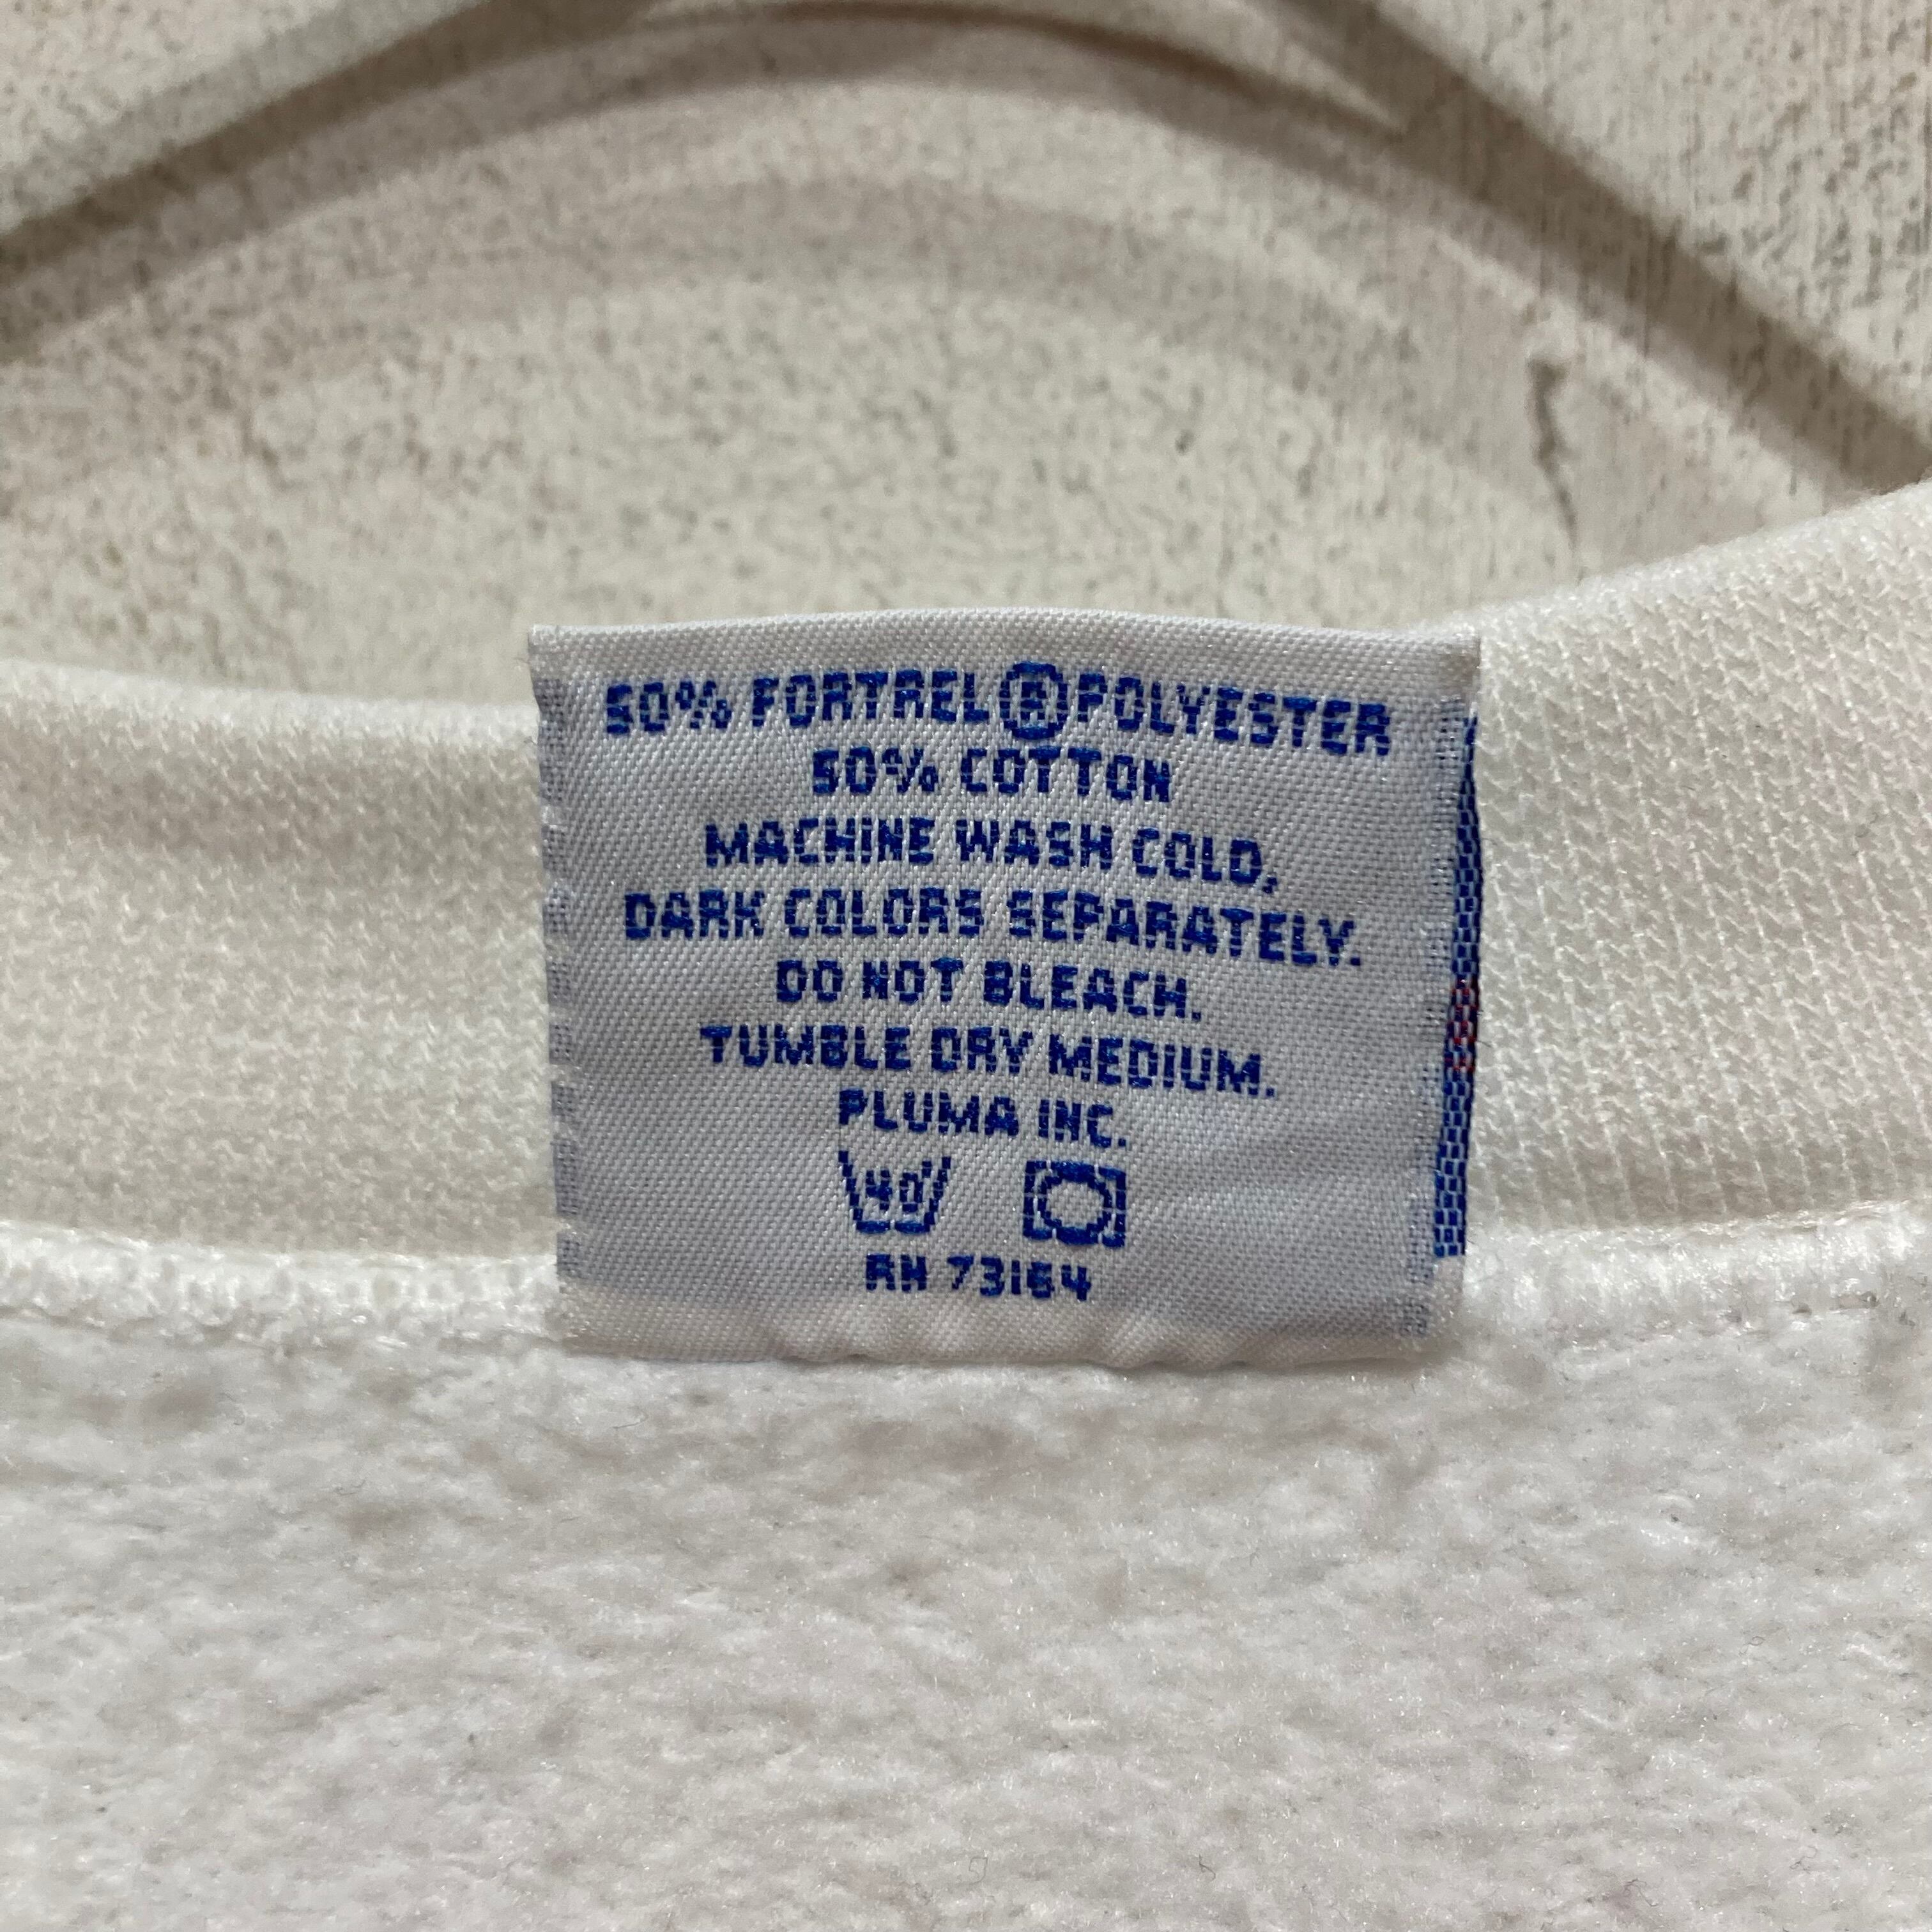 50% FORTREL®POLYESTER
50% COTTON
MACHINE WASH COLD,
DARK COLORS SEPARATELY.
DO NOT BLEACH.
TUMBLE DRY MEDIUM.
PLUMA INC.
40
RN 73164